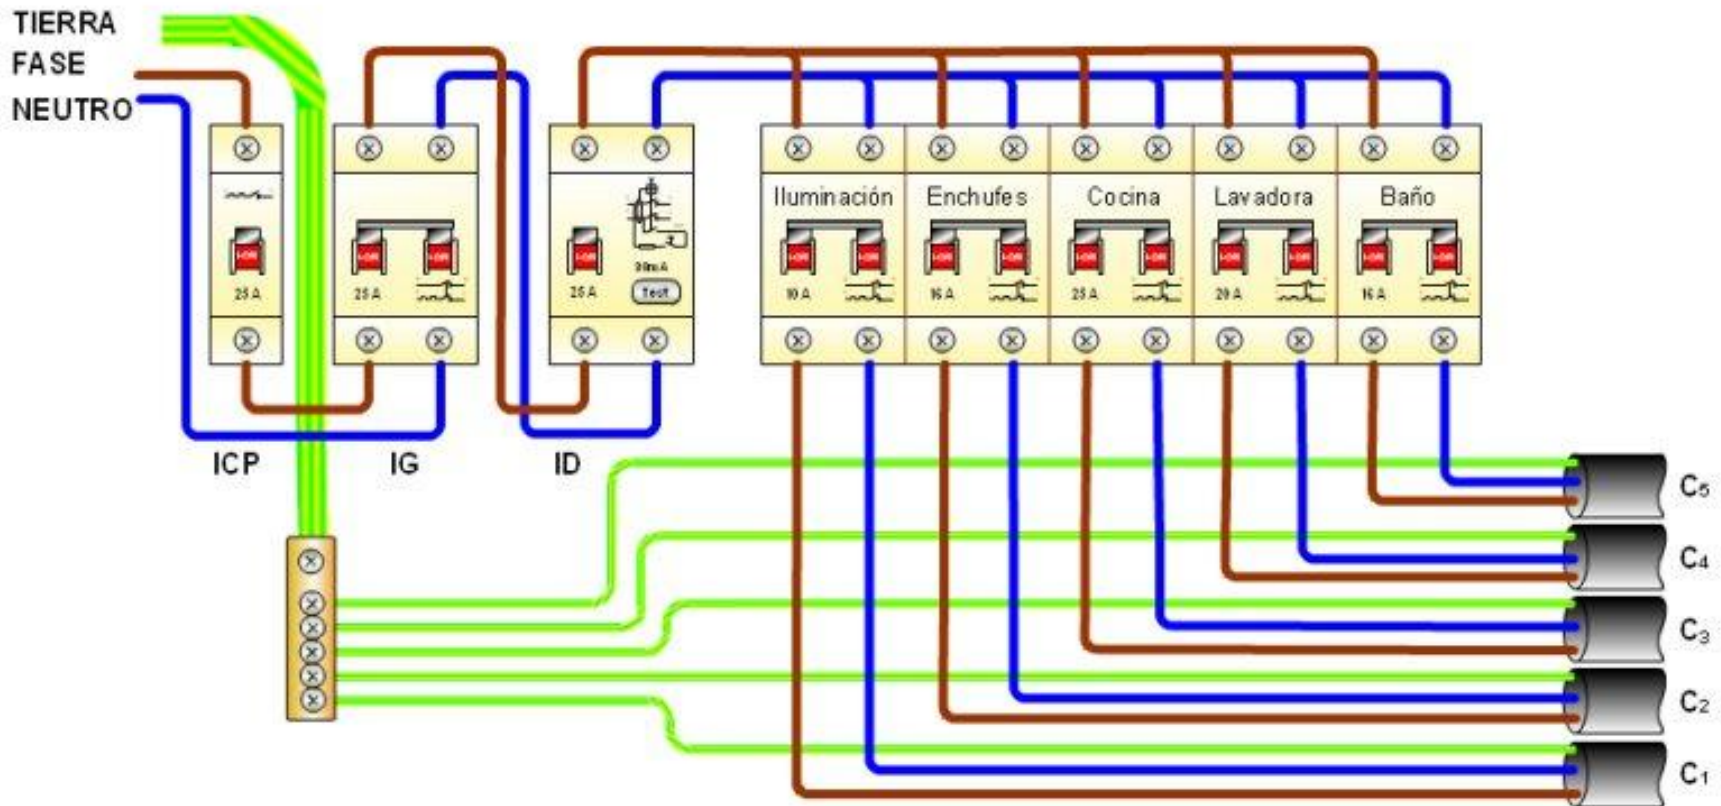 TIERRA
FASE
NEUTRO
Iluminación
Enchufes
Cocina
Lavadora
Baño
25 A
25 A
30mA
25 A
Test
10 A
16 A
25 A
20 A
16 A
ICP
IG
ID
C5
C4
C3
C2
C1